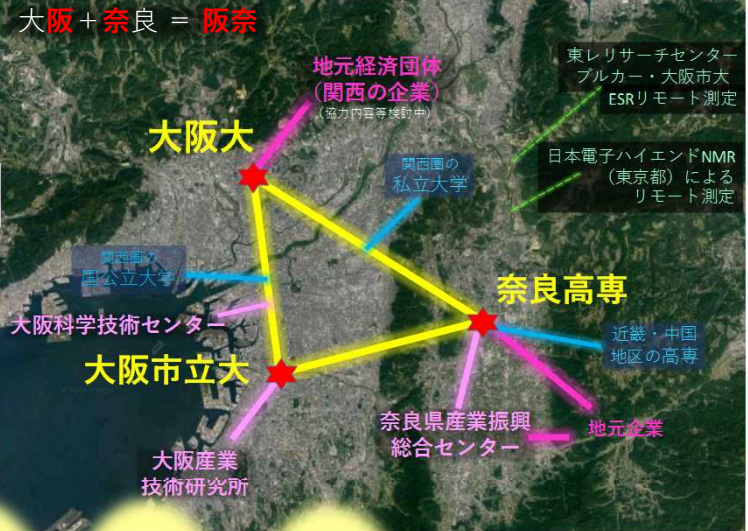 大阪＋奈良 ＝ 阪奈
地元経済団体
（関西の企業）
（協力内容等検討中）
東レリサーチセンター
ブルカー・大阪市大
ESRリモート測定
大阪大
関西圏の
私立大学
日本電子ハイエンドNMR
（東京都）による
リモート測定
関西圏の
国公立大学
奈良高専
大阪科学技術センター
近畿・中国
地区の高専
大阪市立大
奈良県産業振興
総合センター
地元企業
大阪産業
技術研究所